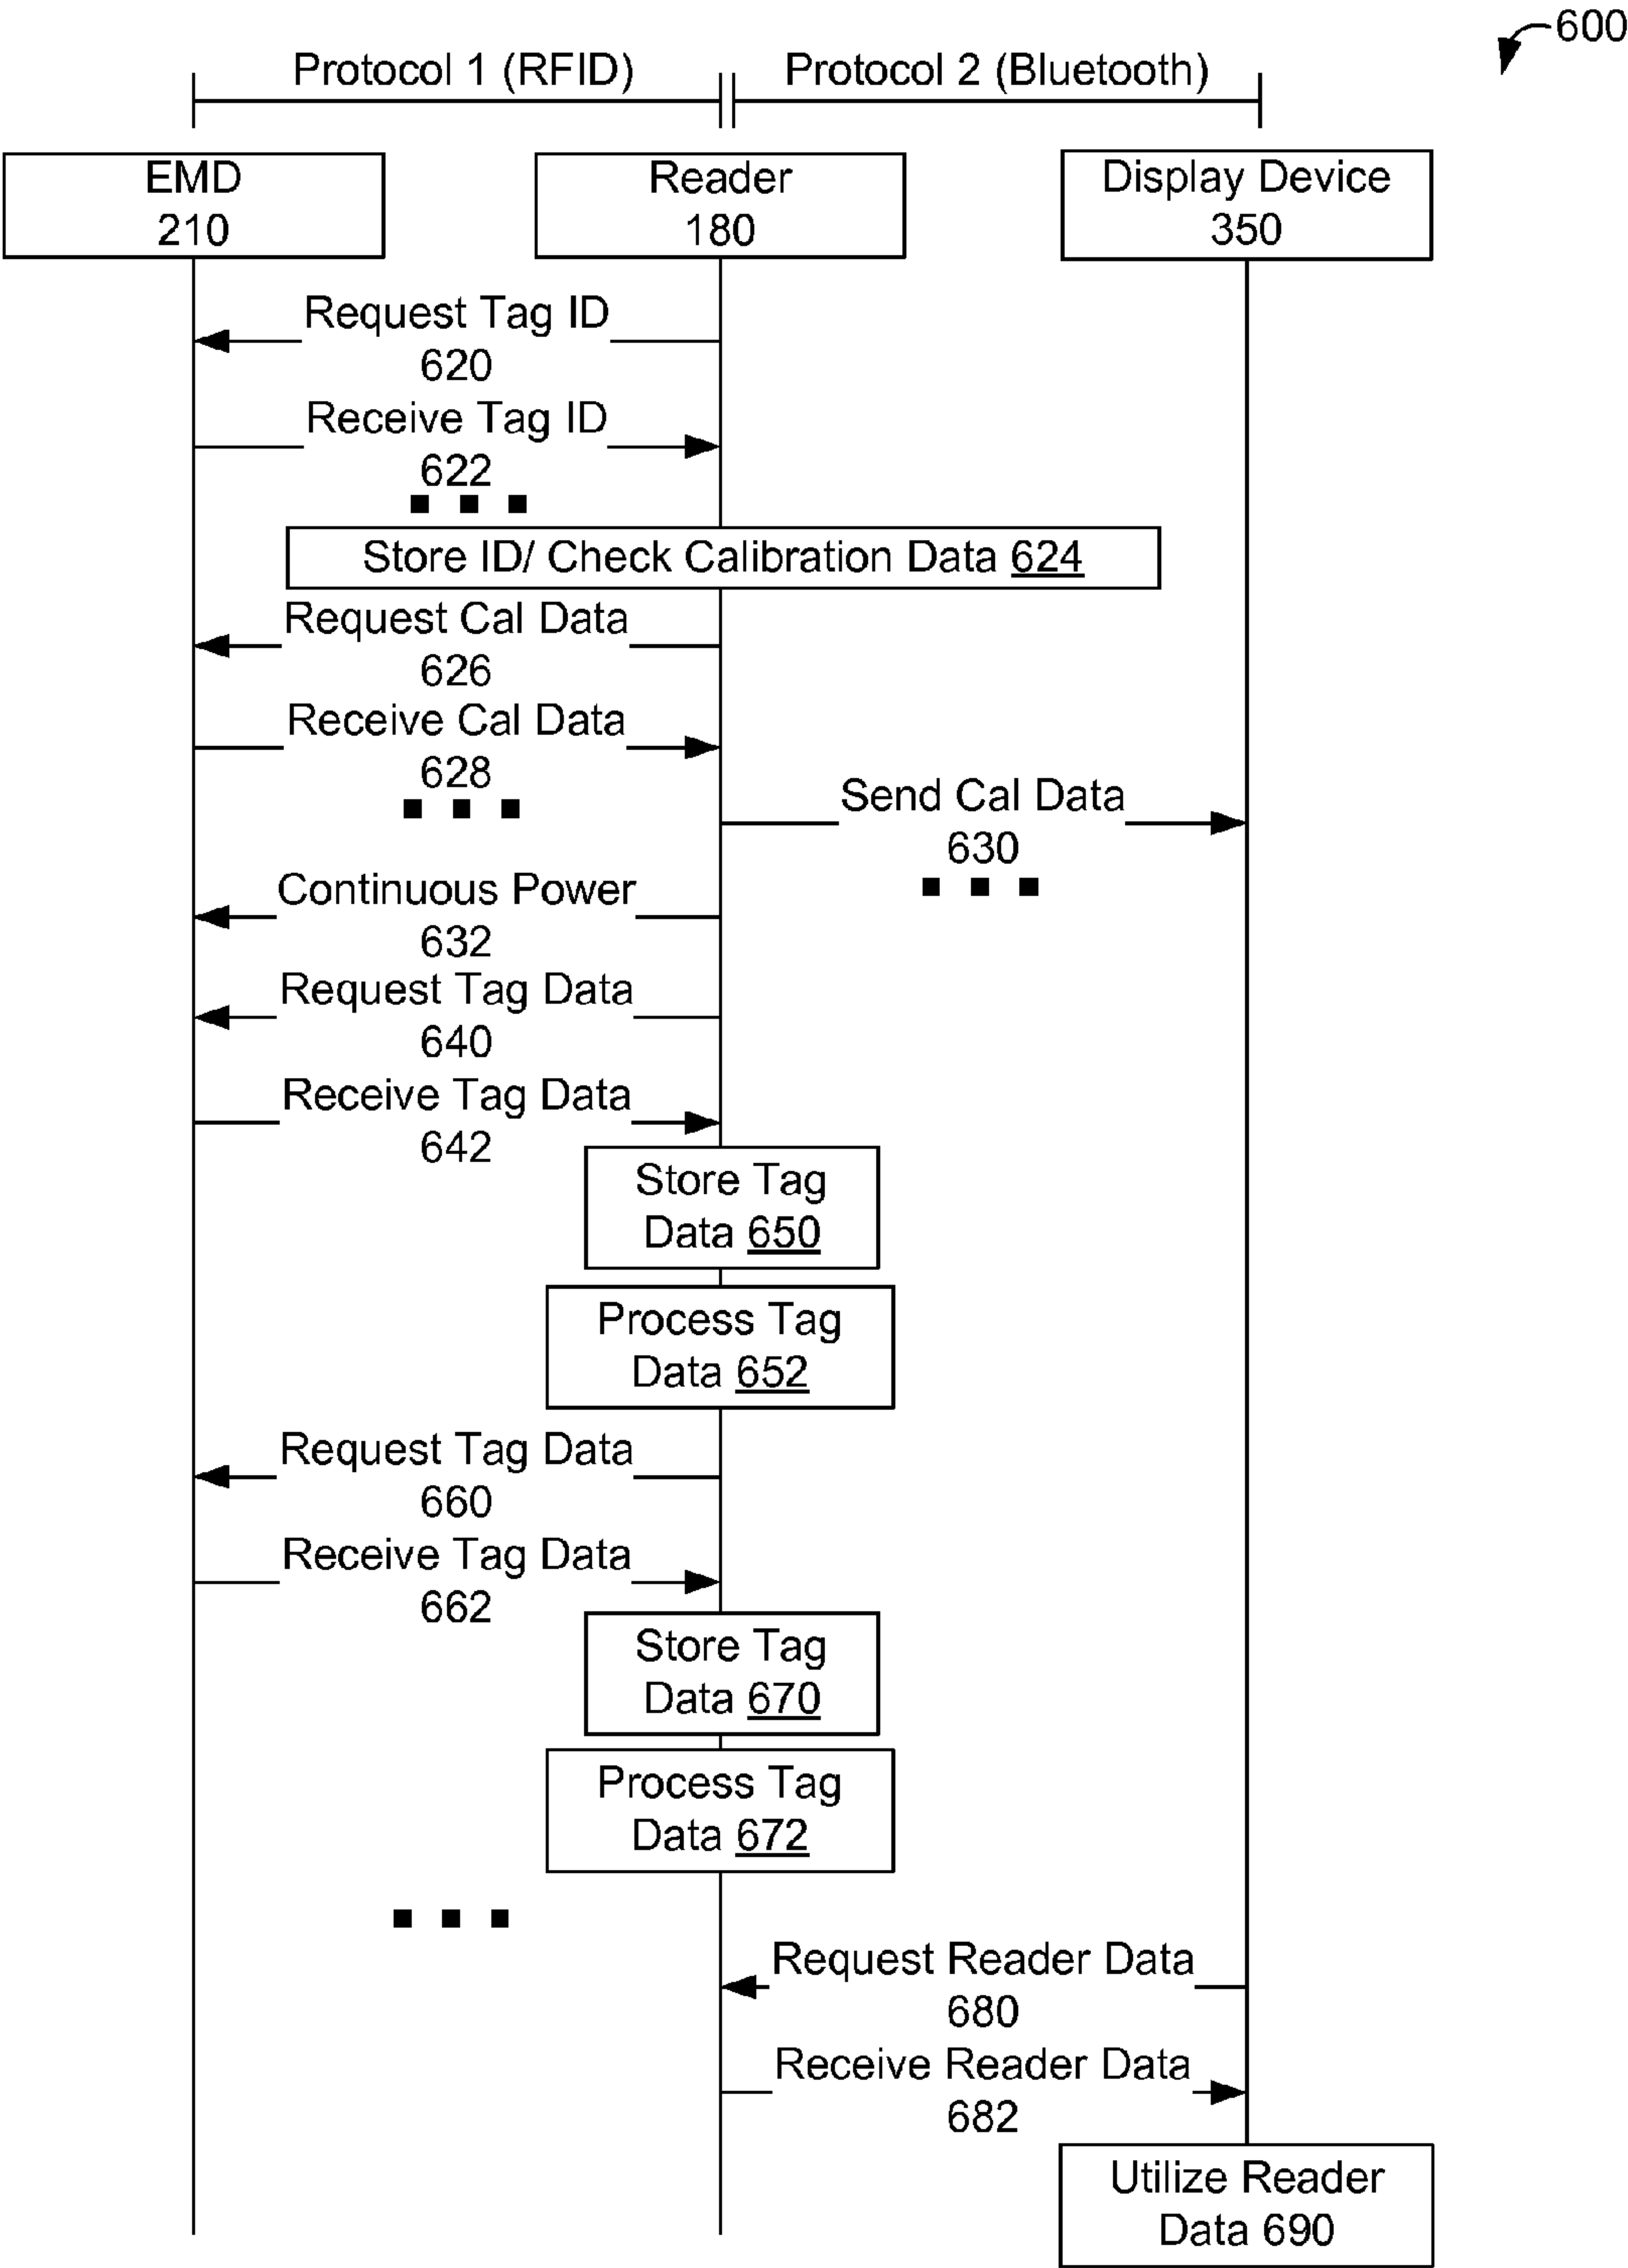 600
Protocol 1 (RFID)
Protocol 2 (Bluetooth)
EMD
210
Reader
180
Display Device
350
Request Tag ID
620
Receive Tag ID
622
Store ID/ Check Calibration Data 624
Request Cal Data
626
Receive Cal Data
628
Send Cal Data
630
Continuous Power
632
Request Tag Data
640
Receive Tag Data
642
Store Tag
Data 650
Process Tag
Data 652
Request Tag Data
660
Receive Tag Data
662
Store Tag
Data 670
Process Tag
Data 672
Request Reader Data
680
Receive Reader Data
682
Utilize Reader
Data 690